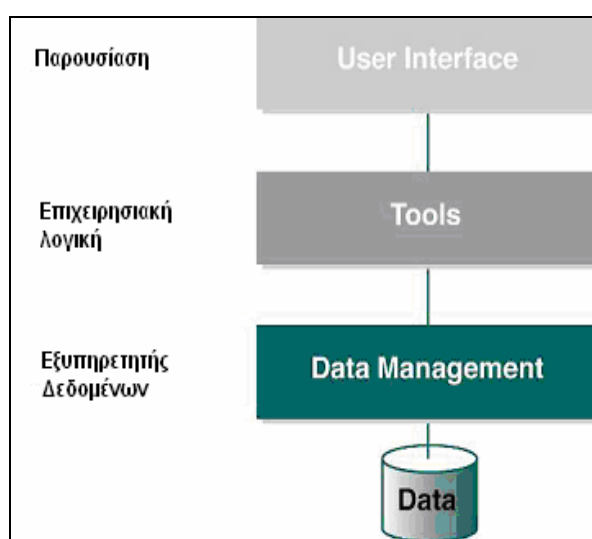 Παρουσίαση
User Interface
Επιχειρησιακή
λογική
Tools
Εξυπηρετητής
Δεδομένων
Data Management
Data